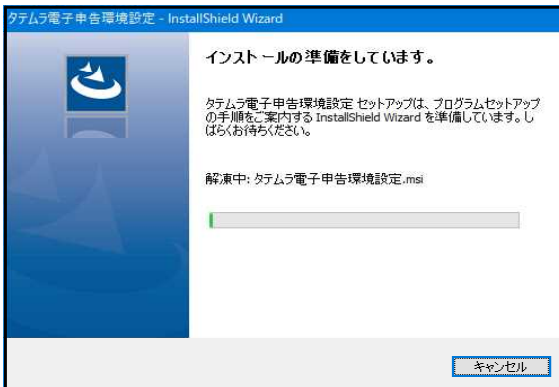 タテムラ電子申告環境設定 - InstallShield Wizard
インストールの準備をしています。
タテムラ電子申告環境設定 セットアップは、プログラムセットアップ
の手順をご案内する InstallShield Wizard を準備しています。し
ばらくお待ちください。
解凍中: タテムラ電子申告環境設定.msi
キャンセル